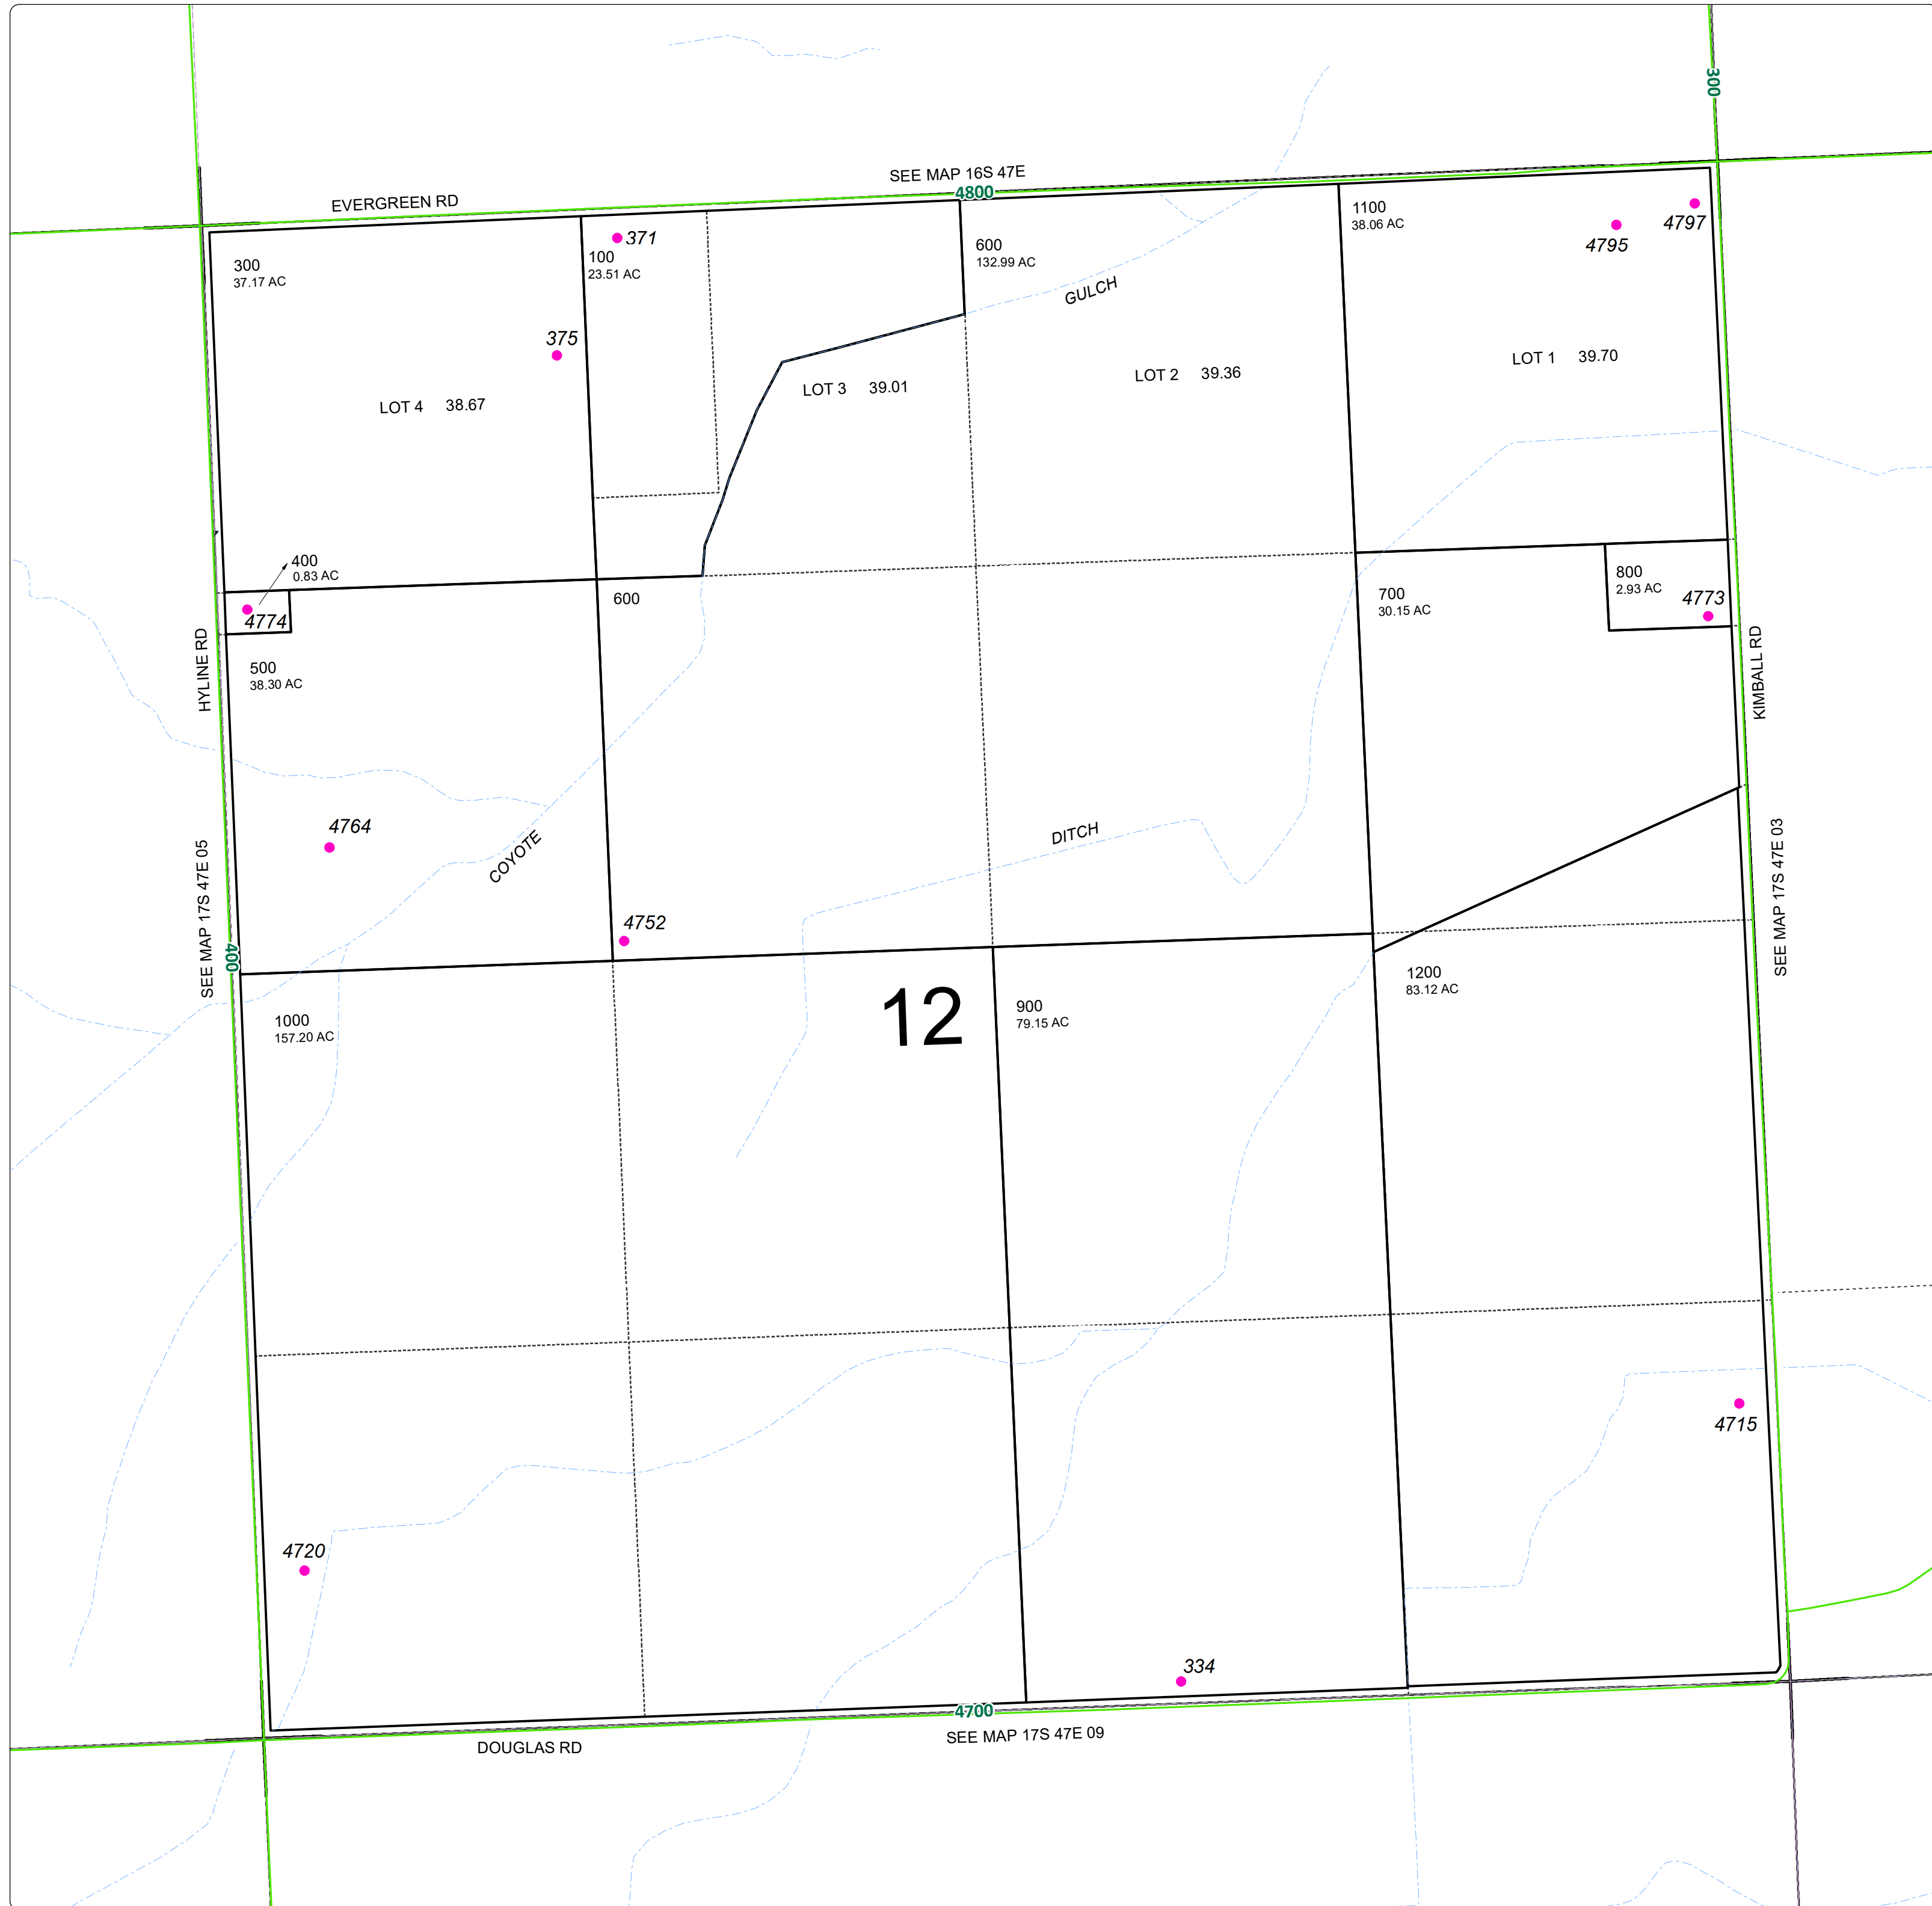 300
SEE MAP 16S 47E
4800
EVERGREEN RD
1100
38.06 AC
4797
4795
371
600
132.99 AC
100
23.51 AC
300
37.17 AC
GULCH
375
LOT 1 39.70
LOT 2 39.36
LOT 3 39.01
LOT 4 38.67
400
0.83 AC
800
2.93 AC
600
700
30.15 AC
4773
4774
HYLINE RD
KIMBALL RD
500
38.30 AC
4764
DITCH
COYOTE
SEE MAP 17S 47E 05
SEE MAP 17S 47E 03
4752
400
1200
83.12 AC
12
900
79.15 AC
1000
157.20 AC
4715
4720
334
4700
SEE MAP 17S 47E 09
DOUGLAS RD